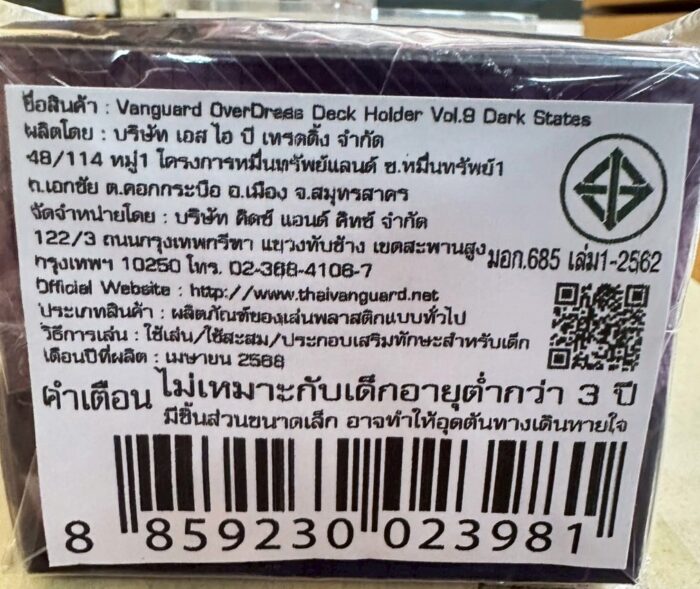 ชื่อสินค้า : Vanguard OverDress Deck Holder Vol.9 Dark States
ผลิตโดย : บริษัท เอส ไอ บี เทรดดิ้ง จำกัด
48/114 หมู่1 โครงการหมื่นทรัพย์แลนด์ ซ.หมื่นทรัพย์1
ถ.เอกชัย ต.คอกกระบือ อ.เมือง จ.สมุทรสาคร
จัดจำหน่ายโดย : บริษัท คิดซ์ แอนด์ คิทซ์ จำกัด
122/3 ถนนกรุงเทพกรีฑา แขวงทับช้าง เขตสะพานสูง
กรุงเทพฯ 10250 โทร. 02-368-4106-7
มอก.685 เล่ม1-2562
Official Website : http://www.thaivanguard.net
ประเภทสินค้า : ผลิตภัณฑ์ของเล่นพลาสติกแบบทั่วไป
วิธีการเล่น : ใช้เล่น/ใช้สะสม/ประกอบเสริมทักษะสำหรับเด็ก
เดือนปีที่ผลิต : เมษายน 2568
คำเตือน ไม่เหมาะกับเด็กอายุต่ำกว่า 3 ปี
มีชิ้นส่วนขนาดเล็ก อาจทำให้อุดตันทางเดินหายใจ
8 859230 023981